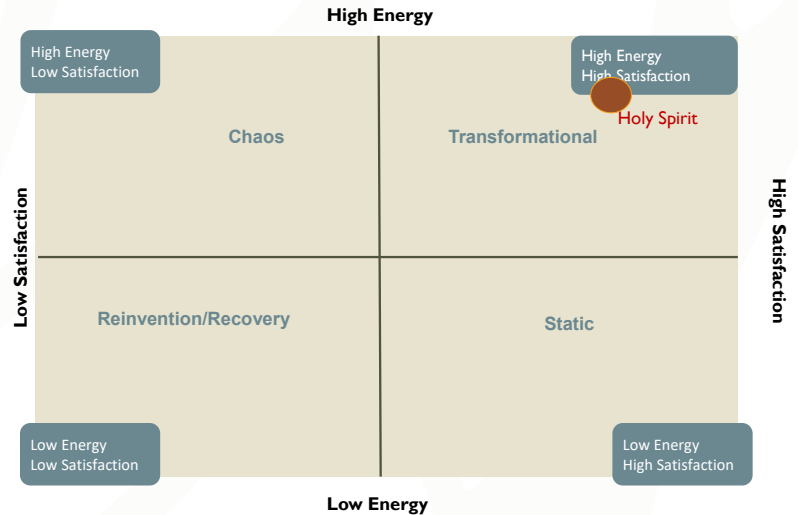 High Energy
High Energy
Low Satisfaction
High Energy
High Satisfaction
Holy Spirit
Chaos
Transformational
Low Satisfaction
High Satisfaction
Reinvention/Recovery
Static
Low Energy
Low Satisfaction
Low Energy
High Satisfaction
Low Energy